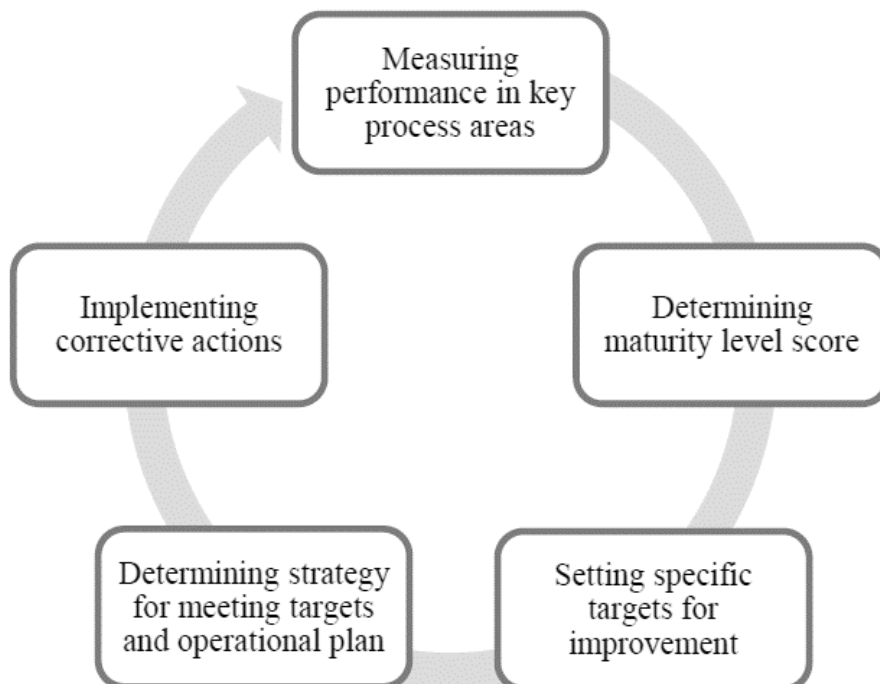 Measuring
performance in key
process areas
Determining
maturity level score
Setting specific
targets for
improvement
Determining strategy
for meeting targets
and operational plan
Implementing
corrective actions